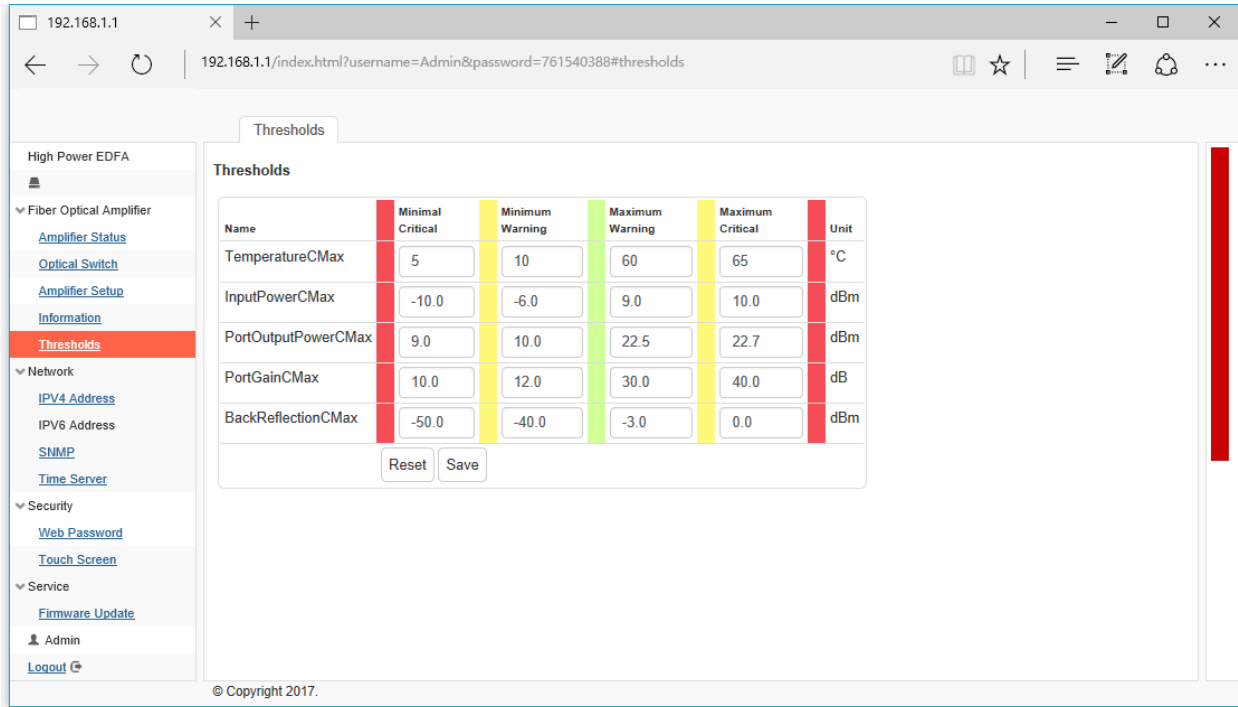 192.168.1.1
192.168.1.1/index.html?username=Admin&password=761540388#thresholds
Thresholds
High Power EDFA
Fiber Optical Amplifier
Amplifier Status
Optical Switch
Amplifier Setup
Information
Thresholds
Network
IPV4 Address
IPV6 Address
SNMP
Time Server
Security
Web Password
Touch Screen
Service
Firmware Update
Admin
Logout
Thresholds
Name Minimal Critical Minimum Warning Maximum Warning Maximum Critical Unit
TemperatureCMax 5 10 60 65 °C
InputPowerCMax -10.0 -6.0 9.0 10.0 dBm
PortOutputPowerCMax 9.0 10.0 22.5 22.7 dBm
PortGainCMax 10.0 12.0 30.0 40.0 dB
BackReflectionCMax -50.0 -40.0 -3.0 0.0 dBm
Reset Save
© Copyright 2017.